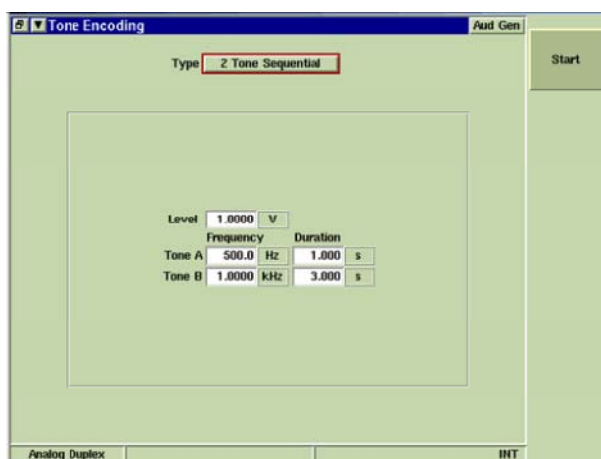 Tone Encoding Aud Gen
Start
Type 2 Tone Sequential
Level 1.0000 V
Frequency Duration
Tone A 500.0 Hz 1.000 s
Tone B 1.0000 kHz 3.000 s
Analog Duplex INT